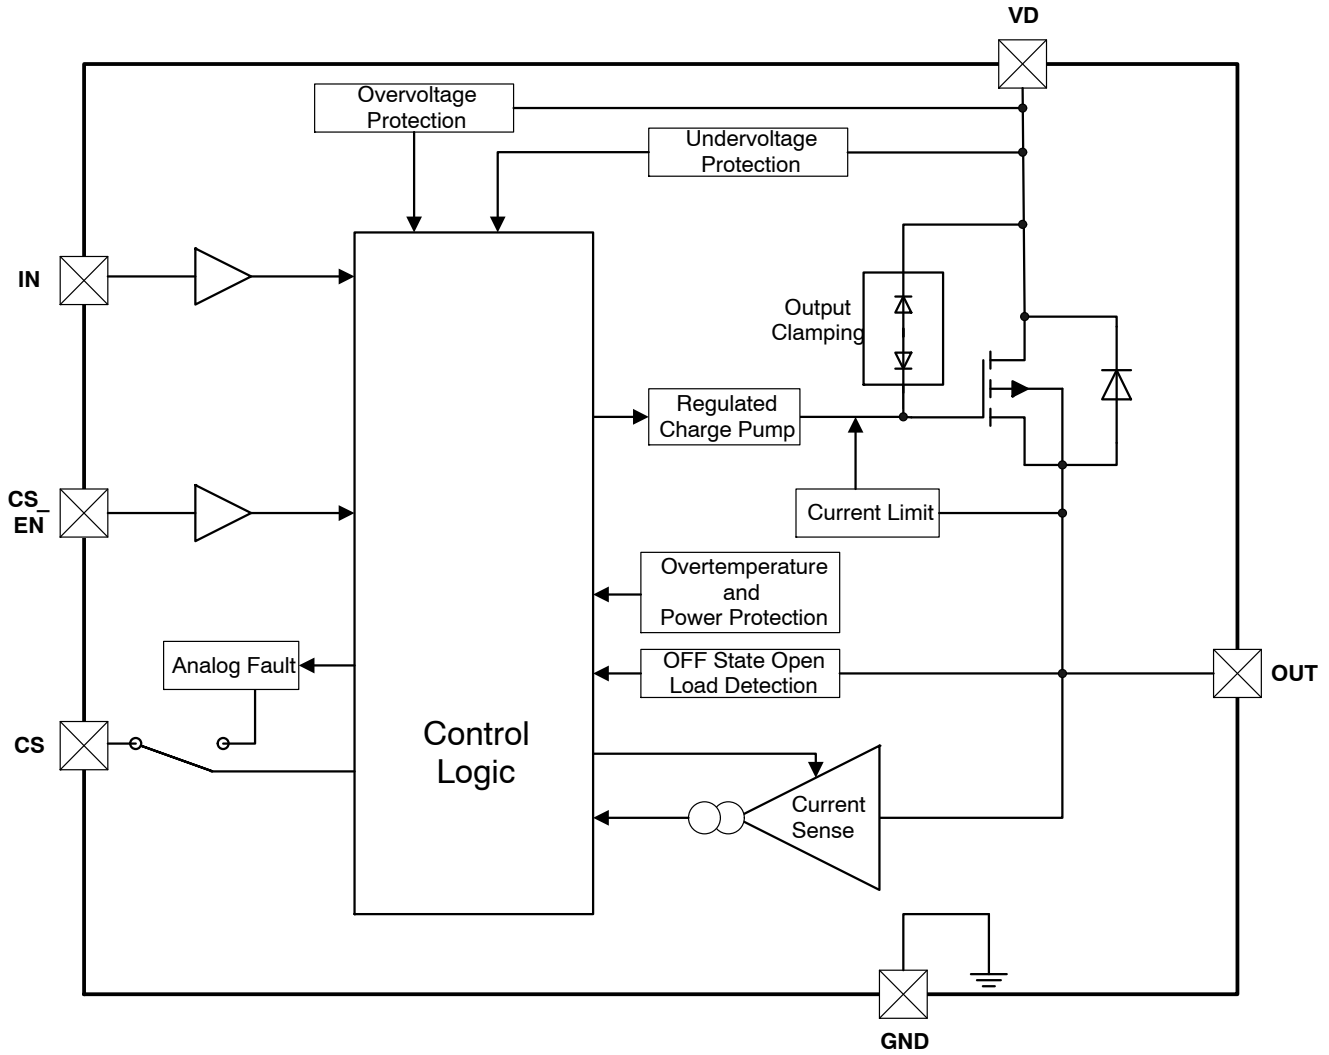 VD
Overvoltage
Protection
Undervoltage
Protection
IN
Output
Clamping
Regulated
Charge Pump
CS_
EN
Current Limit
Overtemperature
and
Power Protection
Analog Fault
OFF State Open
Load Detection
OUT
CS
Control
Logic
Current
Sense
GND